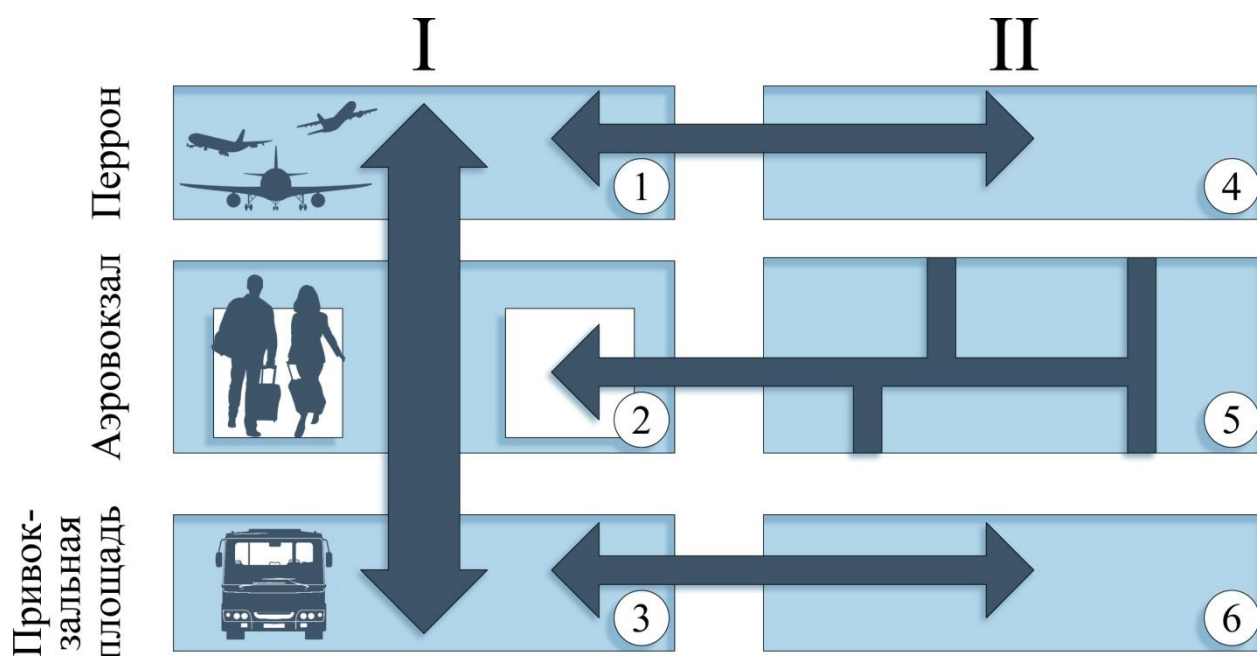 I
II
Перрон
1
4
Аэровокзал
2
5
Привок-
зальная
площадь
3
6